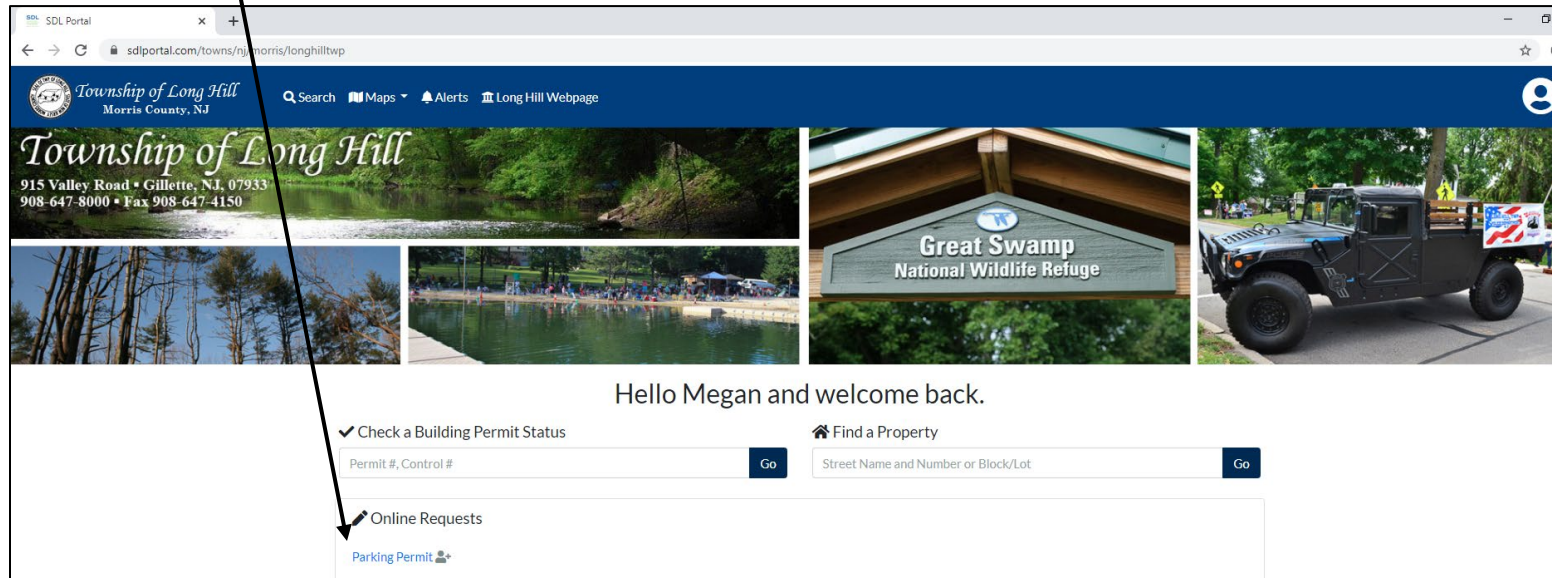 SDL Portal
sdlportal.com/towns/nj/morris/longhilltwp
Township of Long Hill
Morris County, NJ
Search Maps Alerts Long Hill Webpage
Township of Long Hill
915 Valley Road ▪ Gillette, NJ, 07933
908-647-8000 ▪ Fax 908-647-4150
Great Swamp
National Wildlife Refuge
Hello Megan and welcome back.
Check a Building Permit Status
Find a Property
Permit #, Control # Go
Street Name and Number or Block/Lot Go
Online Requests
Parking Permit